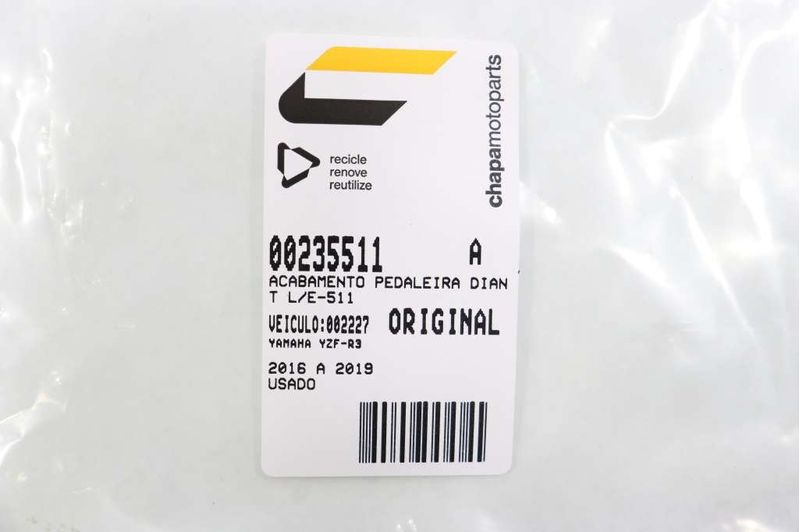 chapamotoparts
recicle
renove
reutilize
00235511 A
ACABAMENTO PEDALEIRA DIAN
T L/E-511
VEICULO:002227 ORIGINAL
YAMAHA YZF-R3
2016 A 2019
USADO